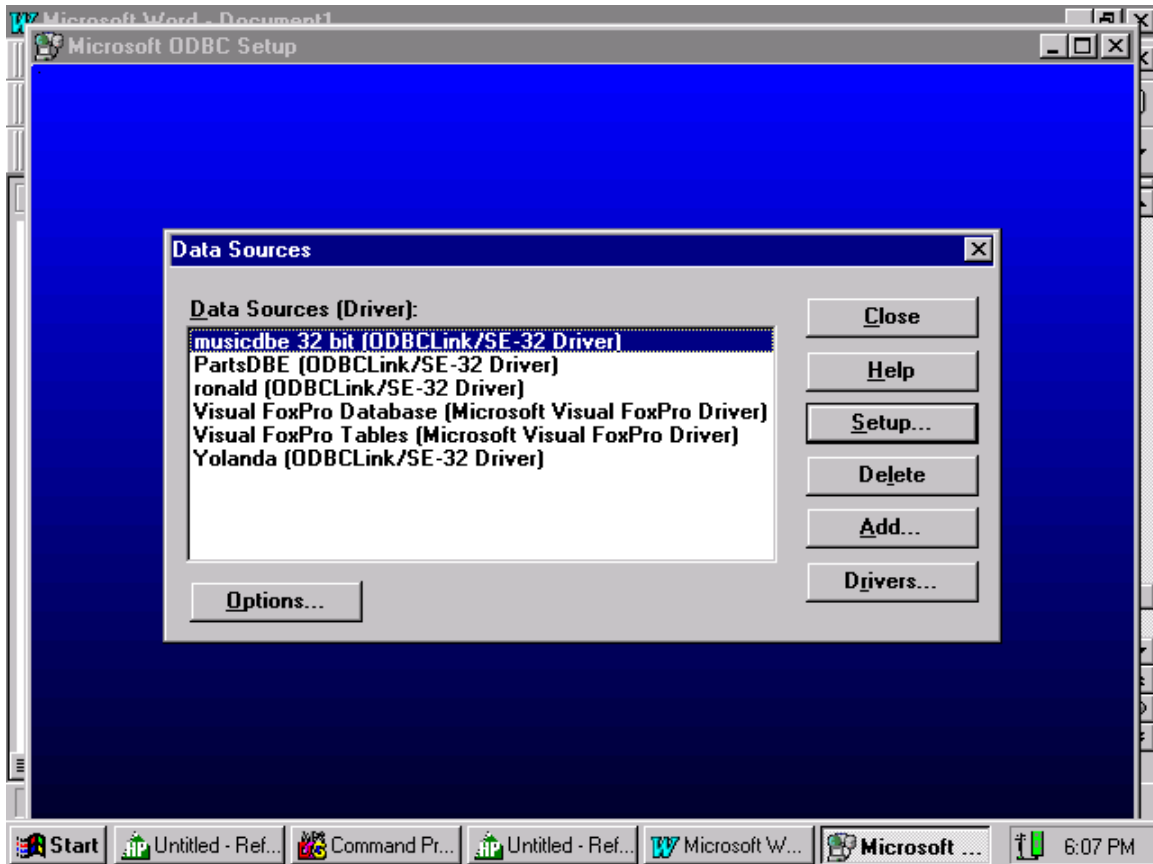 Microsoft Word - Document1
Microsoft ODBC Setup
Data Sources
Data Sources (Driver):
musicdbe 32 bit (ODBCLink/SE-32 Driver)
PartsDBE (ODBCLink/SE-32 Driver)
ronald (ODBCLink/SE-32 Driver)
Visual FoxPro Database (Microsoft Visual FoxPro Driver)
Visual FoxPro Tables (Microsoft Visual FoxPro Driver)
Yolanda (ODBCLink/SE-32 Driver)
Close
Help
Setup...
Delete
Add...
Drivers...
Options...
Start
Untitled - Ref...
Command Pr...
Untitled - Ref...
Microsoft W...
Microsoft ...
6:07 PM